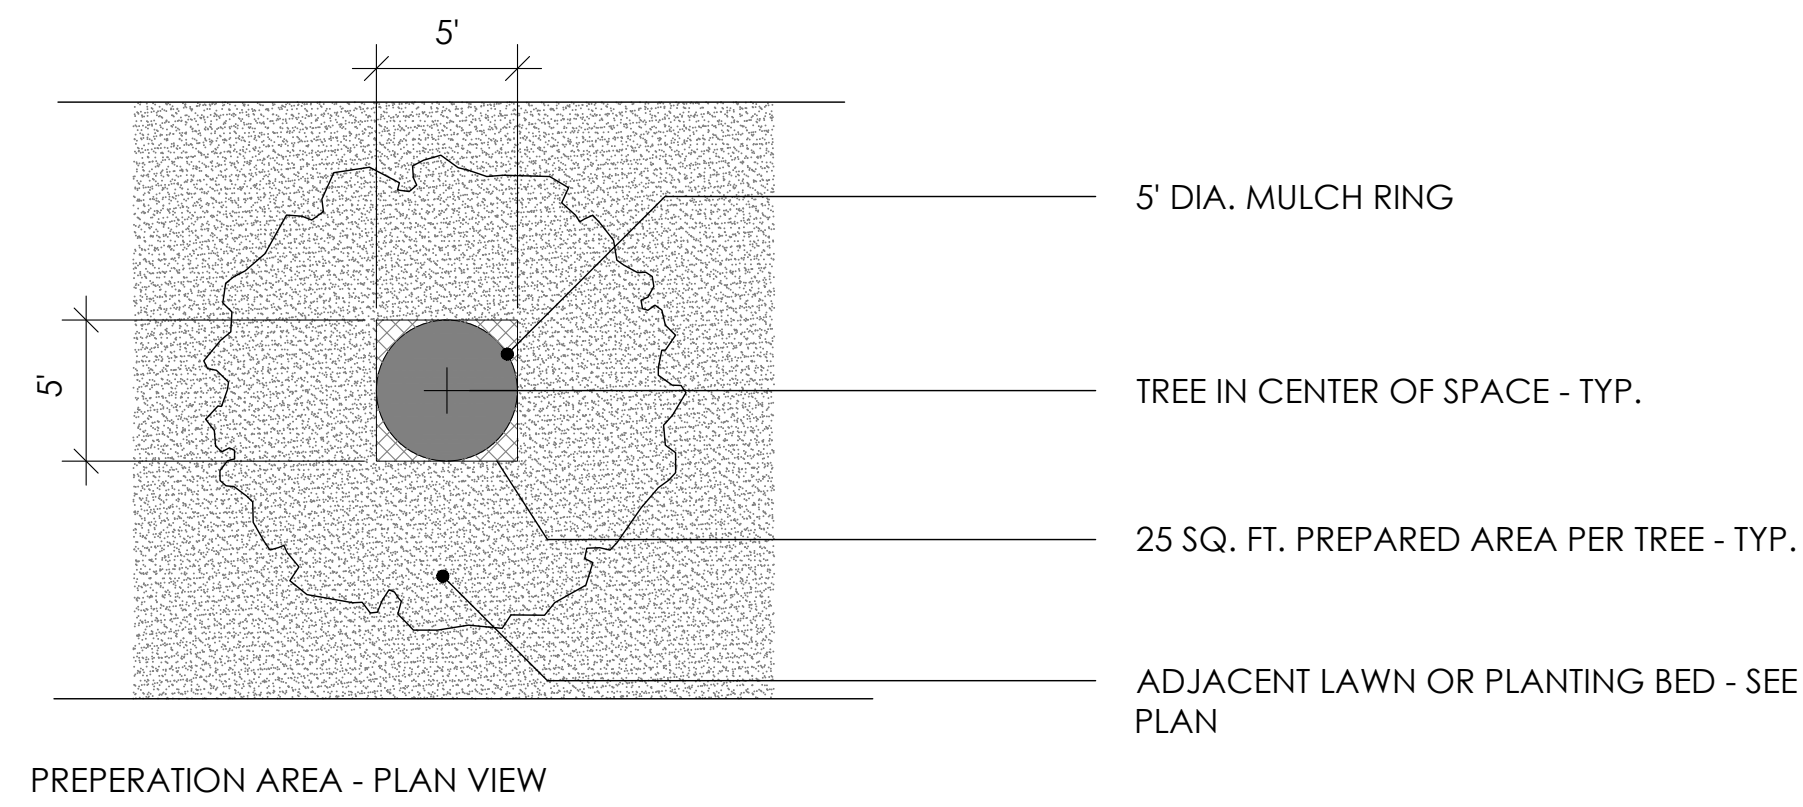 5'
5' DIA. MULCH RING
5'
TREE IN CENTER OF SPACE - TYP.
25 SQ. FT. PREPARED AREA PER TREE - TYP.
ADJACENT LAWN OR PLANTING BED - SEE
PLAN
PREPERATION AREA - PLAN VIEW